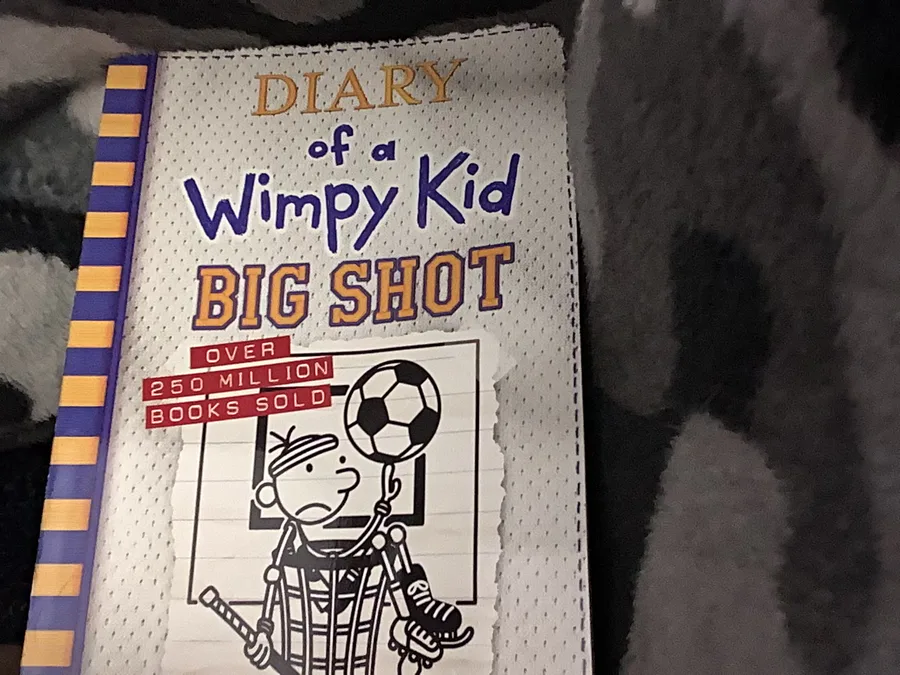 DIARY
of a
Wimpy Kid
BIG SHOT
OVER
250 MILLION
BOOKS SOLD